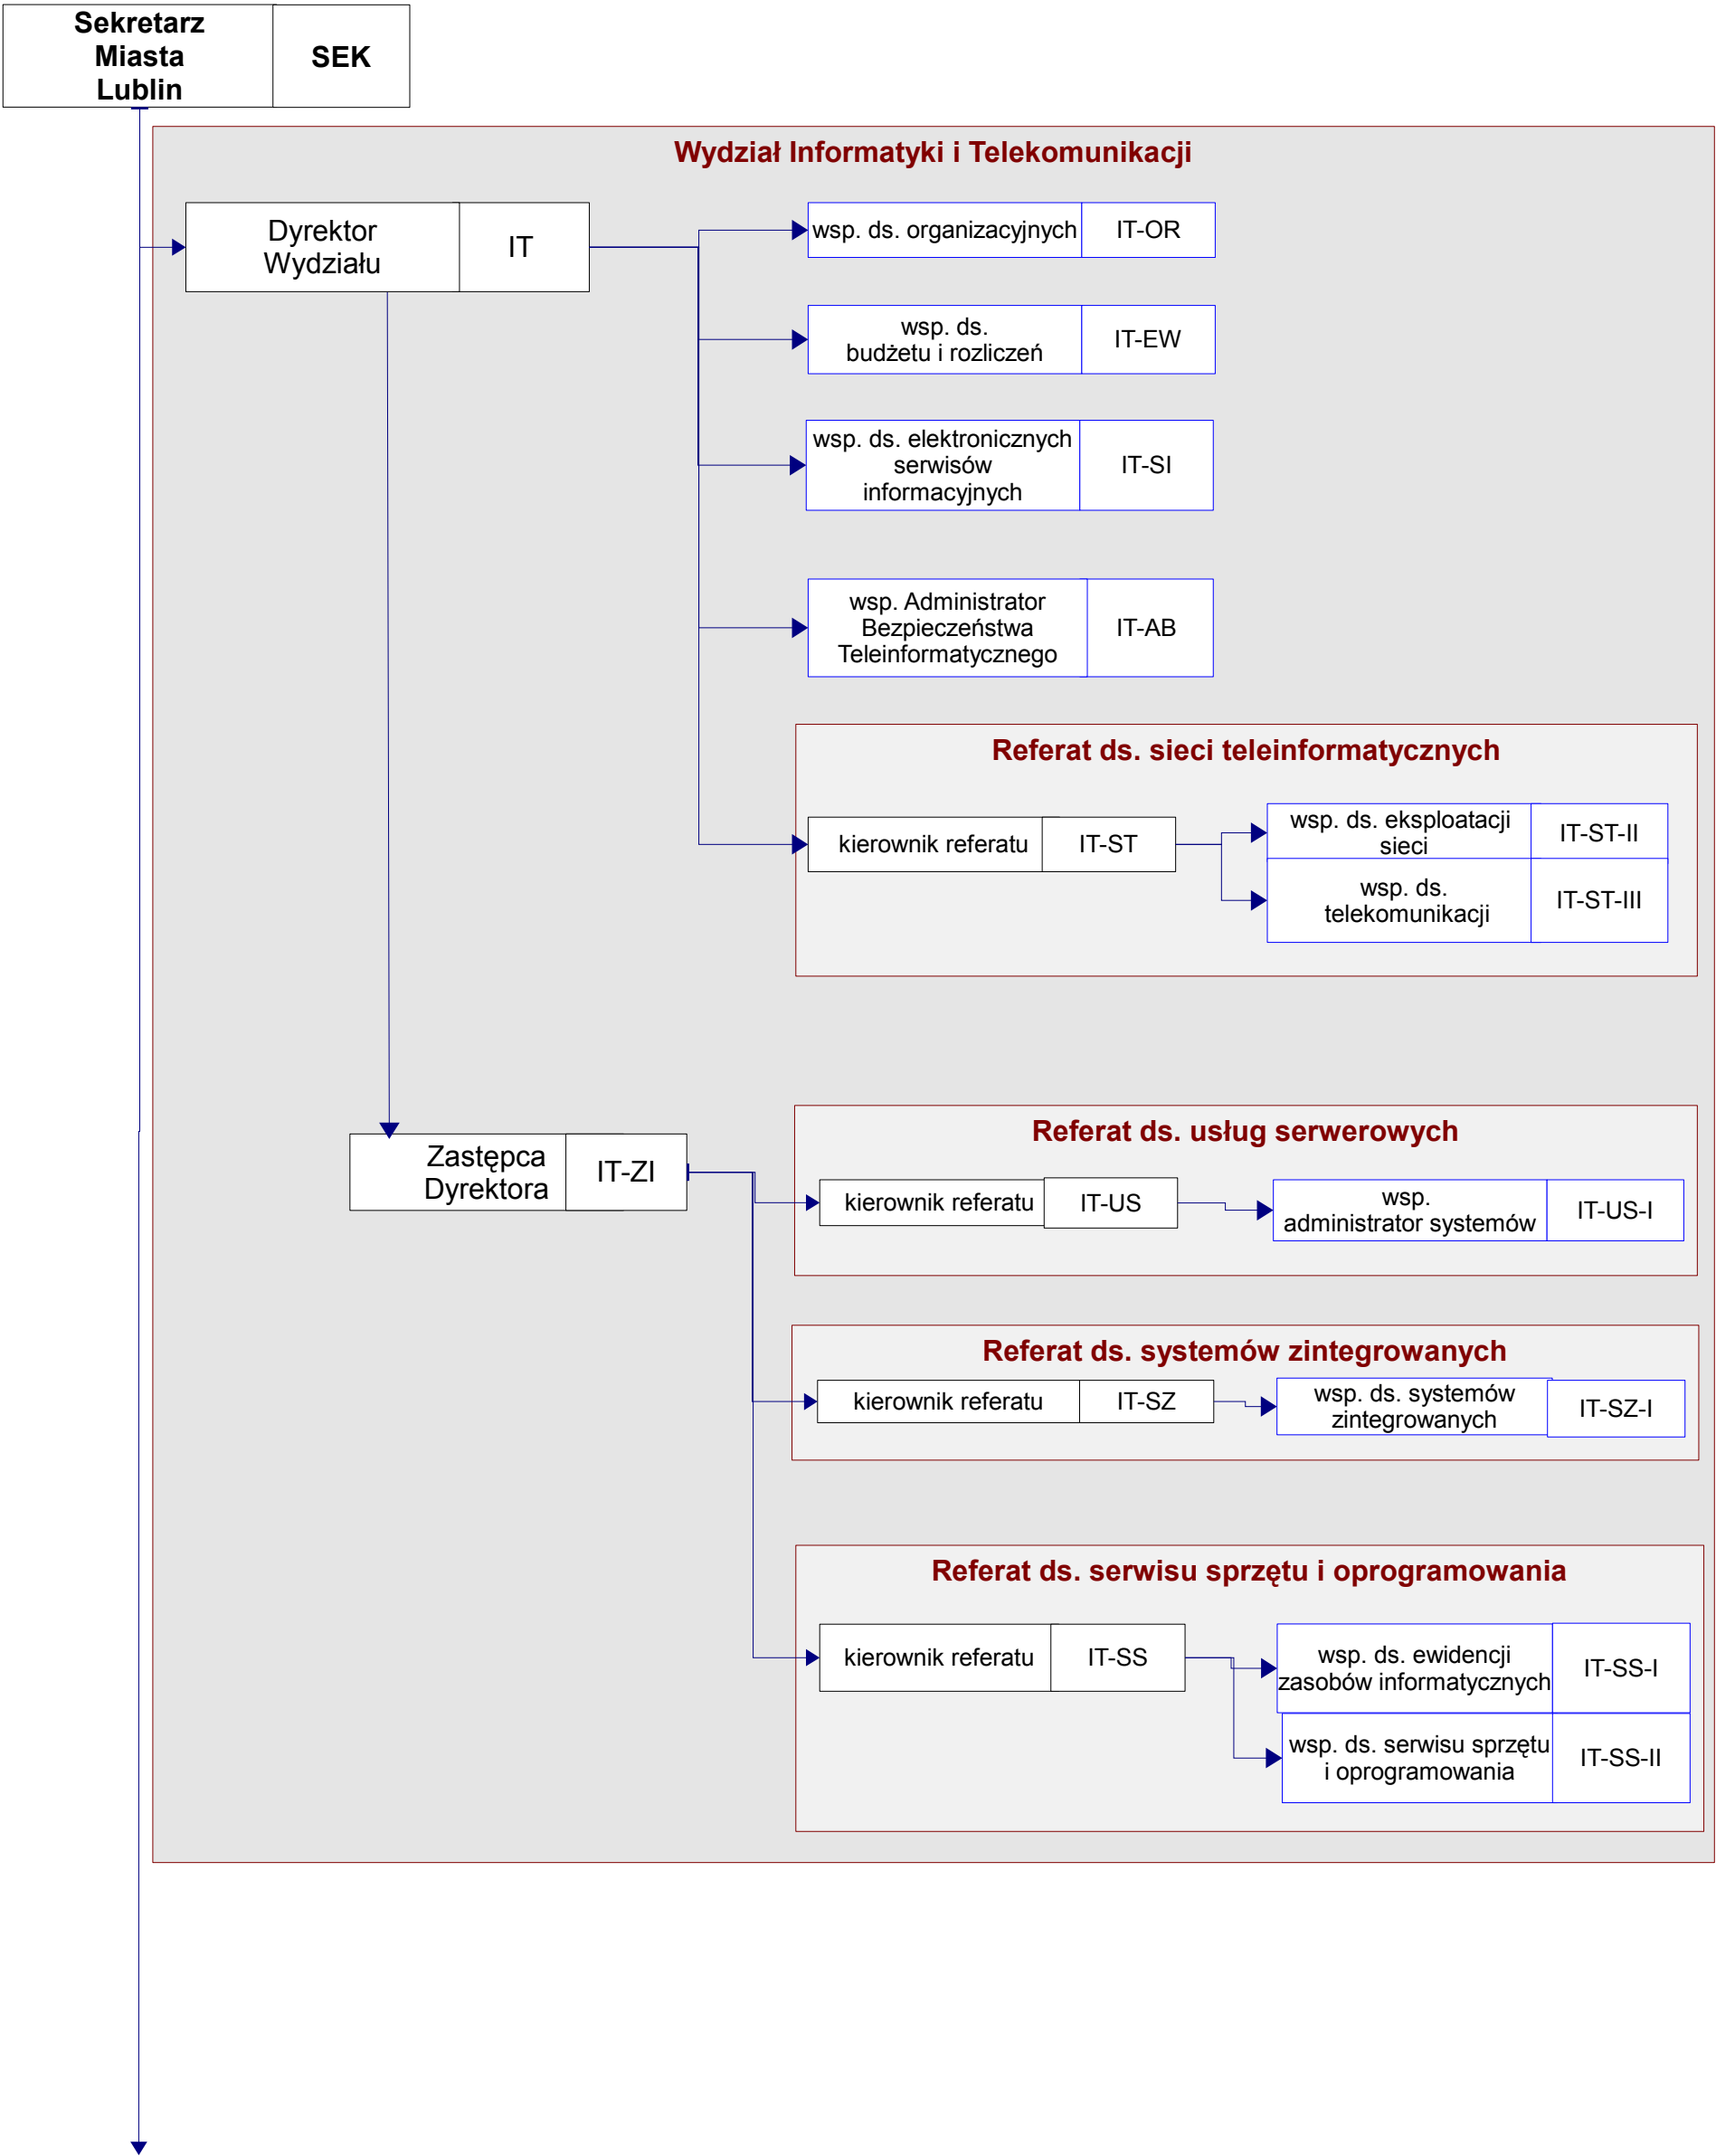 Sekretarz
Miasta
Lublin
SEK
Wydział Informatyki i Telekomunikacji
Dyrektor
Wydziału
IT
wsp. ds. organizacyjnych
IT-OR
wsp. ds.
budżetu i rozliczeń
IT-EW
wsp. ds. elektronicznych
serwisów
informacyjnych
IT-SI
wsp. Administrator
Bezpieczeństwa
Teleinformatycznego
IT-AB
Referat ds. sieci teleinformatycznych
kierownik referatu
IT-ST
wsp. ds. eksploatacji
sieci
IT-ST-II
wsp. ds.
telekomunikacji
IT-ST-III
Zastępca
Dyrektora
IT-ZI
Referat ds. usług serwerowych
kierownik referatu
IT-US
wsp.
administrator systemów
IT-US-I
Referat ds. systemów zintegrowanych
kierownik referatu
IT-SZ
wsp. ds. systemów
zintegrowanych
IT-SZ-I
Referat ds. serwisu sprzętu i oprogramowania
kierownik referatu
IT-SS
wsp. ds. ewidencji
zasobów informatycznych
IT-SS-I
wsp. ds. serwisu sprzętu
i oprogramowania
IT-SS-II